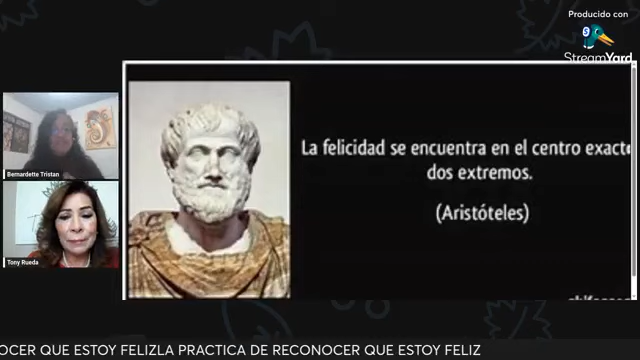 Producido con
StreamYard
La felicidad se encuentra en el centro exact
dos extremos.
(Aristóteles)
Bernardette Tristan
Tony Rueda
OCER QUE ESTOY FELIZLA PRACTICA DE RECONOCER QUE ESTOY FELIZ